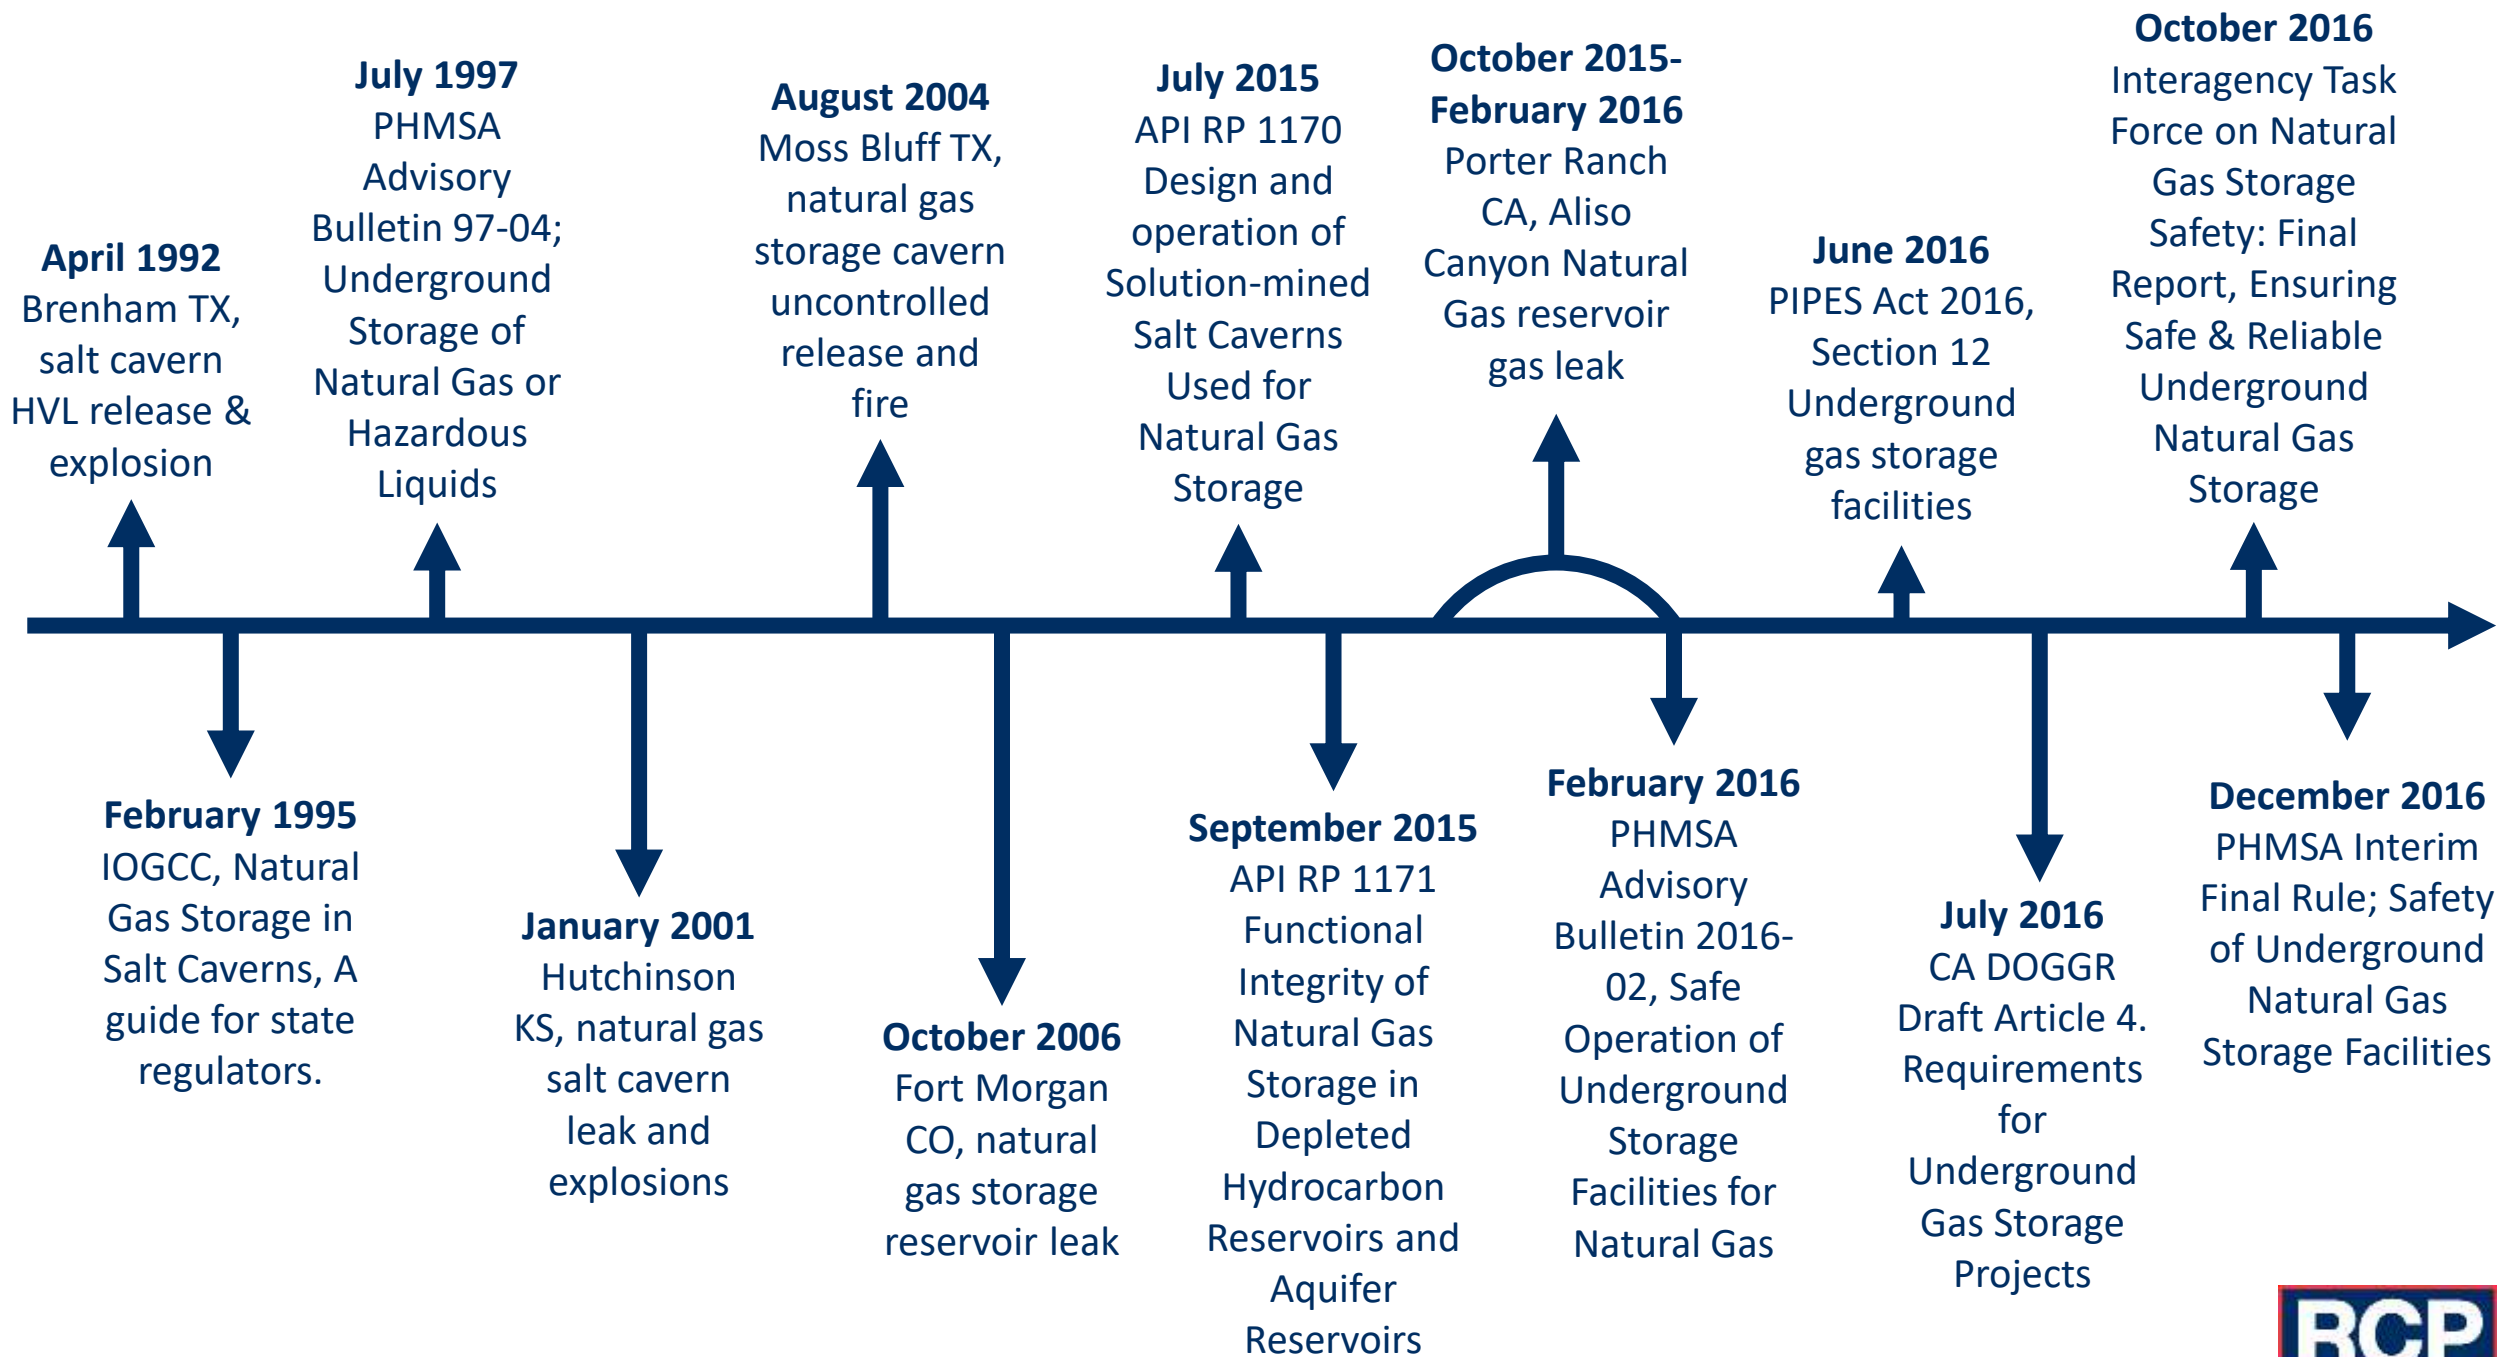 April 1992
Brenham TX,
salt cavern
HVL release &
explosion
July 1997
PHMSA
Advisory
Bulletin 97-04;
Underground
Storage of
Natural Gas or
Hazardous
Liquids
August 2004
Moss Bluff TX,
natural gas
storage cavern
uncontrolled
release and
fire
July 2015
API RP 1170
Design and
operation of
Solution-mined
Salt Caverns
Used for
Natural Gas
Storage
October 2015-
February 2016
Porter Ranch
CA, Aliso
Canyon Natural
Gas reservoir
gas leak
June 2016
PIPES Act 2016,
Section 12
Underground
gas storage
facilities
October 2016
Interagency Task
Force on Natural
Gas Storage
Safety: Final
Report, Ensuring
Safe & Reliable
Underground
Natural Gas
Storage
February 1995
IOGCC, Natural
Gas Storage in
Salt Caverns, A
guide for state
regulators.
January 2001
Hutchinson
KS, natural gas
salt cavern
leak and
explosions
October 2006
Fort Morgan
CO, natural
gas storage
reservoir leak
September 2015
API RP 1171
Functional
Integrity of
Natural Gas
Storage in
Depleted
Hydrocarbon
Reservoirs and
Aquifer
Reservoirs
February 2016
PHMSA
Advisory
Bulletin 2016-
02, Safe
Operation of
Underground
Storage
Facilities for
Natural Gas
July 2016
CA DOGGR
Draft Article 4.
Requirements
for
Underground
Gas Storage
Projects
December 2016
PHMSA Interim
Final Rule; Safety
of Underground
Natural Gas
Storage Facilities
RCP